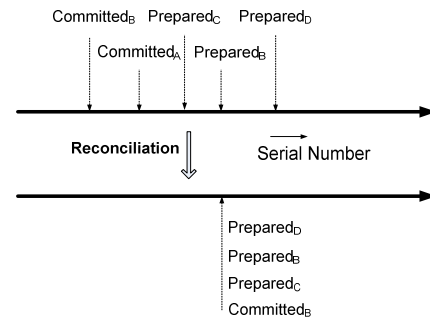 Committed_B Prepared_C Prepared_D
Committed_A Prepared_B
Reconciliation Serial Number
Prepared_D
Prepared_B
Prepared_C
Committed_B